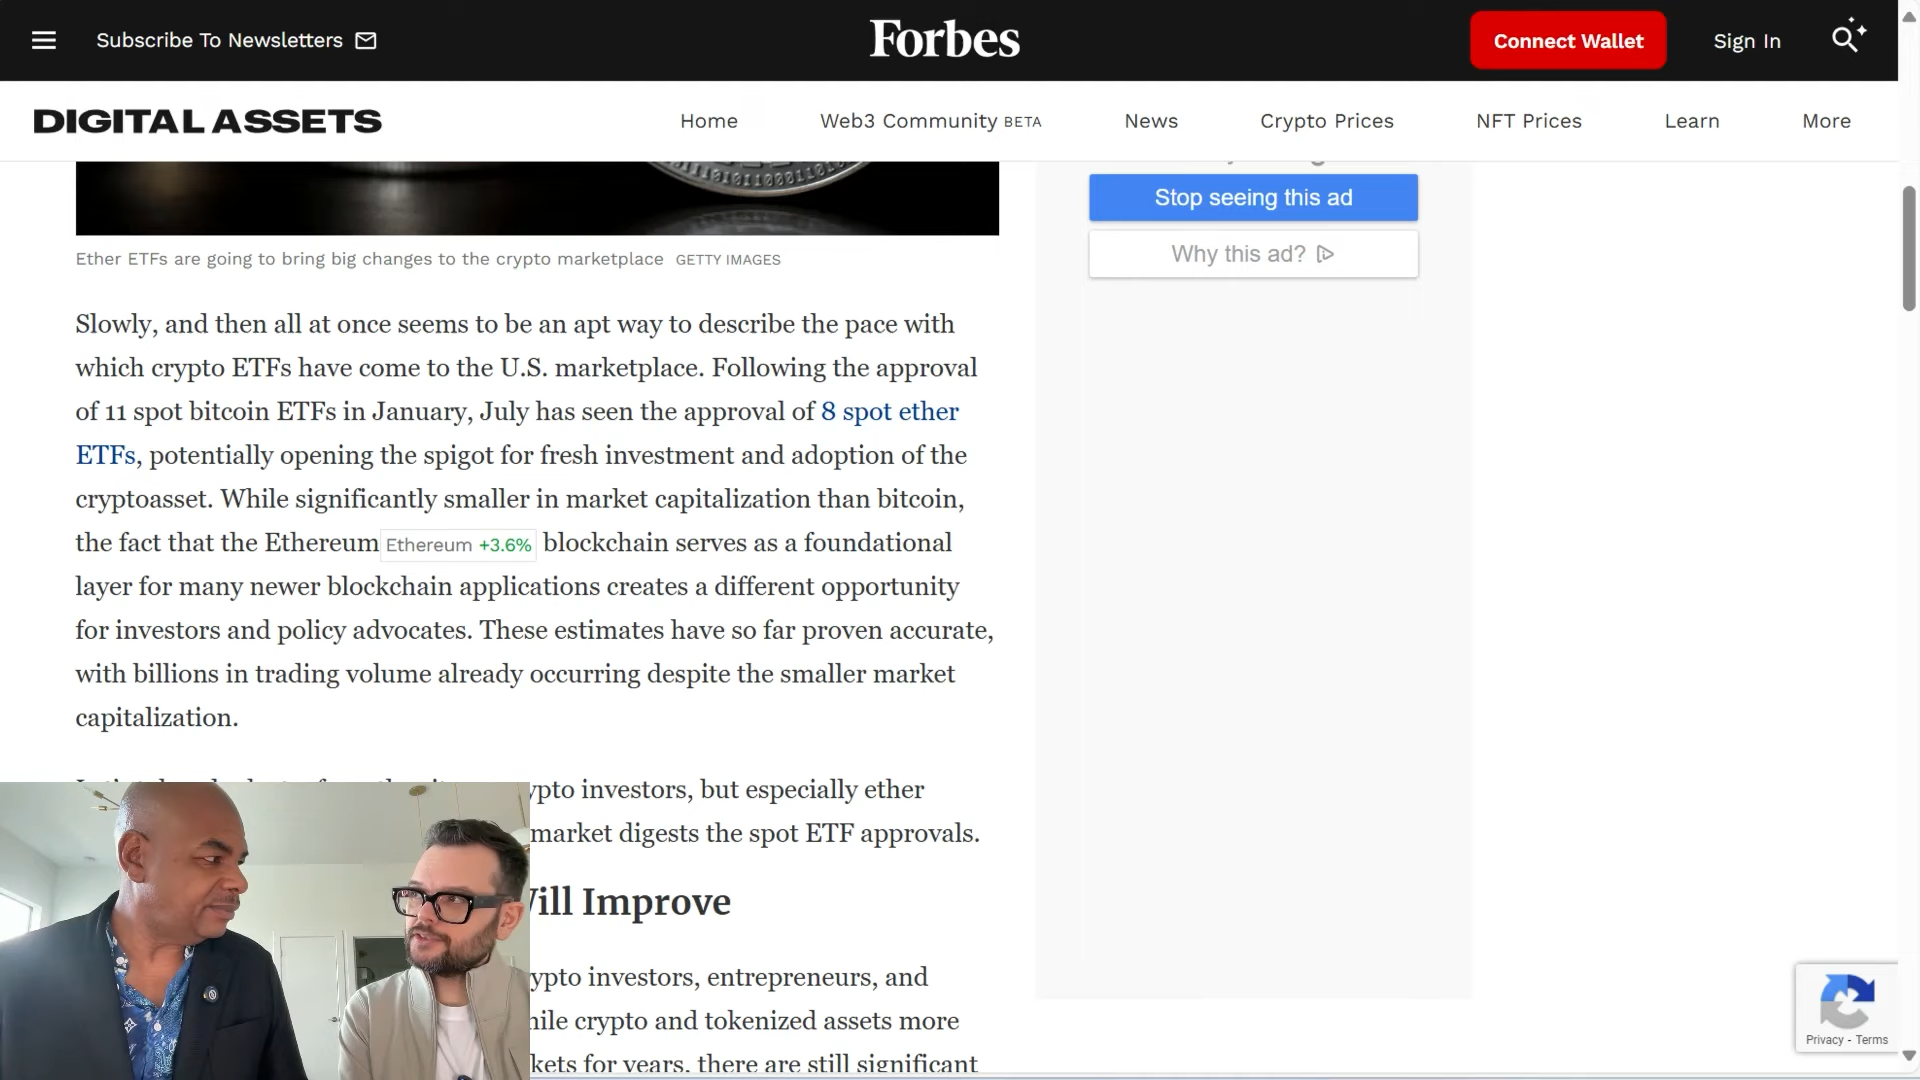 Subscribe To Newsletters
Forbes
Connect Wallet
Sign In
DIGITAL ASSETS
Home
Web3 Community BETA
News
Crypto Prices
NFT Prices
Learn
More
Stop seeing this ad
Why this ad?
Ether ETFs are going to bring big changes to the crypto marketplace GETTY IMAGES
Slowly, and then all at once seems to be an apt way to describe the pace with
which crypto ETFs have come to the U.S. marketplace. Following the approval
of 11 spot bitcoin ETFs in January, July has seen the approval of 8 spot ether
ETFs, potentially opening the spigot for fresh investment and adoption of the
cryptoasset. While significantly smaller in market capitalization than bitcoin,
the fact that the Ethereum Ethereum +3.6% blockchain serves as a foundational
layer for many newer blockchain applications creates a different opportunity
for investors and policy advocates. These estimates have so far proven accurate,
with billions in trading volume already occurring despite the smaller market
capitalization.
investors, but especially ether
market digests the spot ETF approvals.
Improve
investors, entrepreneurs, and
crypto and tokenized assets more
for years, there are still significant
Privacy - Terms